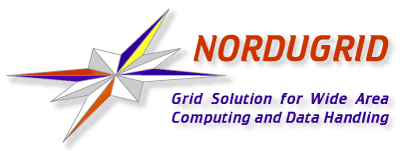 NORDUGRID
Grid Solution for Wide Area
Computing and Data Handling